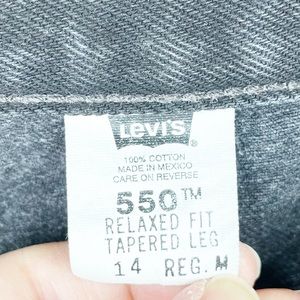 LEVI'S
100% COTTON
MADE IN MEXICO
CARE ON REVERSE
550™
RELAXED FIT
TAPERED LEG
14 REG. M